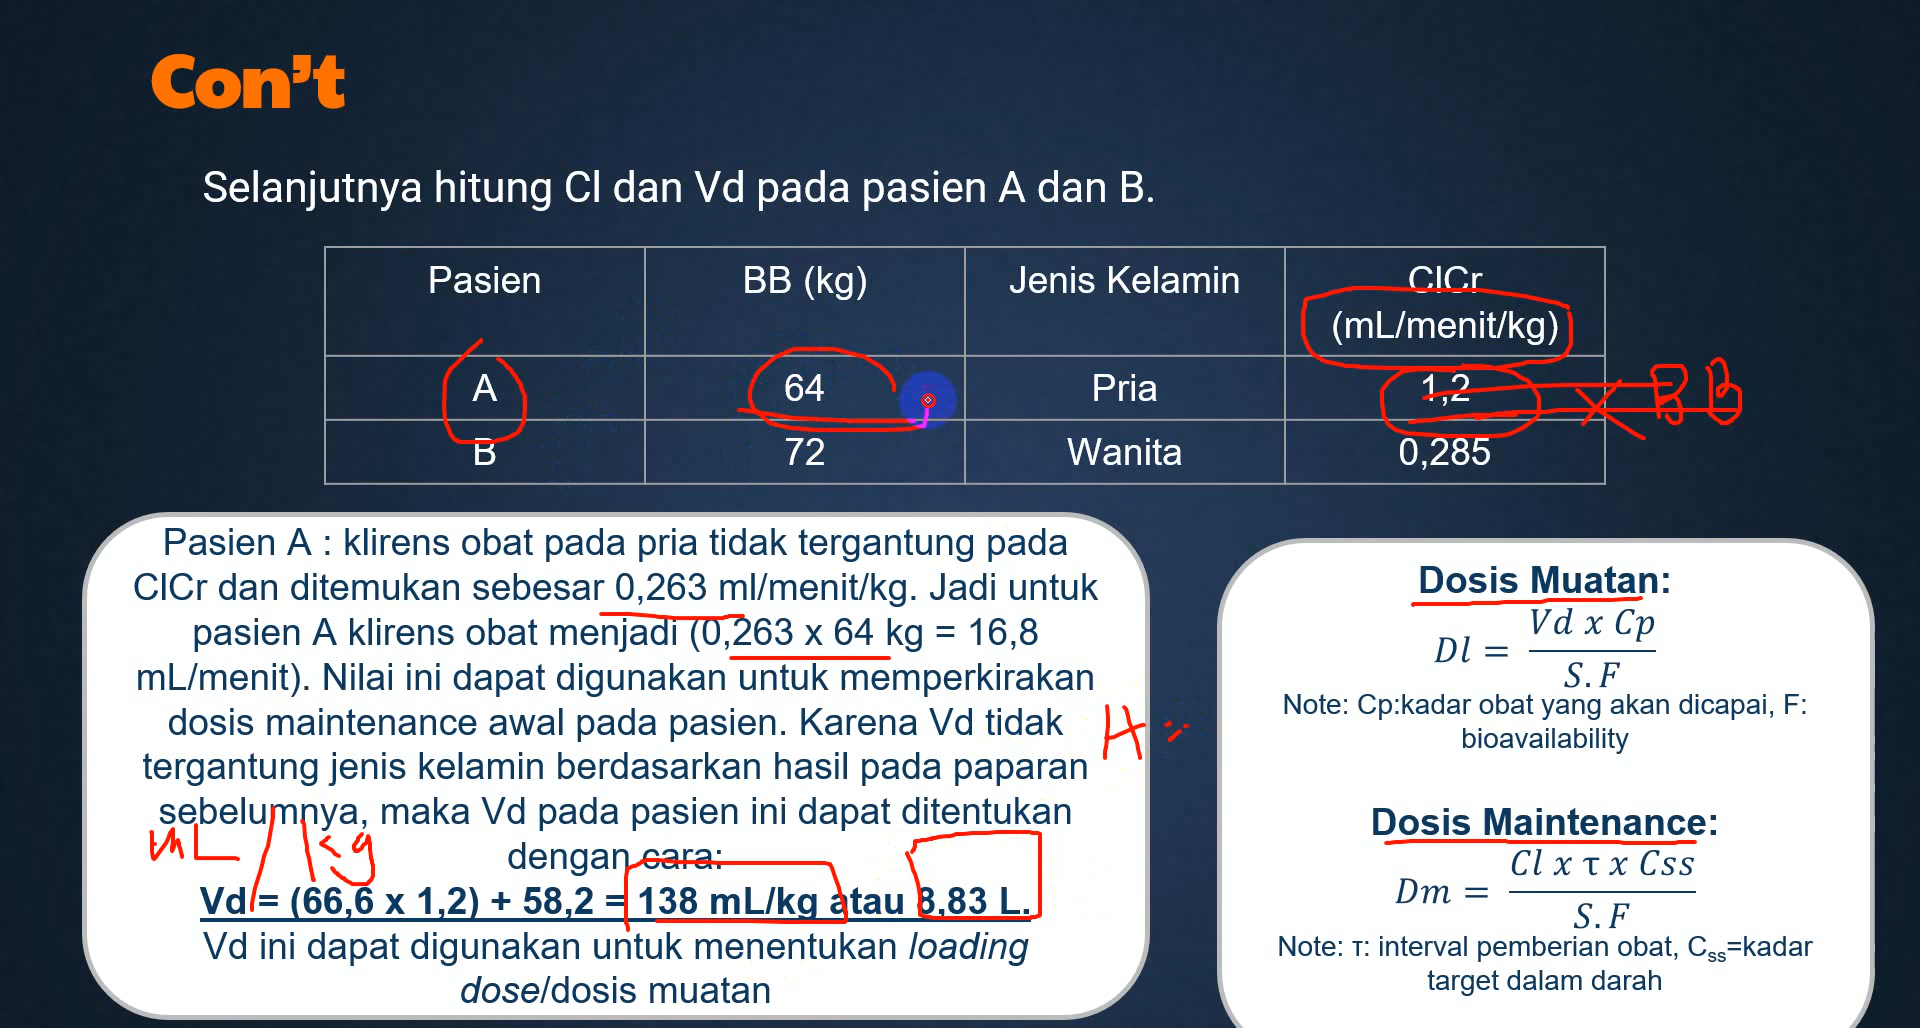 Con't
Selanjutnya hitung Cl dan Vd pada pasien A dan B.
Pasien BB (kg) Jenis Kelamin ClCr (mL/menit/kg)
A 64 Pria 1,2 X BB
B 72 Wanita 0,285
Pasien A : klirens obat pada pria tidak tergantung pada
ClCr dan ditemukan sebesar 0,263 ml/menit/kg. Jadi untuk
pasien A klirens obat menjadi (0,263 x 64 kg = 16,8
mL/menit). Nilai ini dapat digunakan untuk memperkirakan
dosis maintenance awal pada pasien. Karena Vd tidak
tergantung jenis kelamin berdasarkan hasil pada paparan
sebelumnya, maka Vd pada pasien ini dapat ditentukan
dengan cara:
mL/kg
Vd = (66,6 x 1,2) + 58,2 = 138 mL/kg atau 8,83 L.
Vd ini dapat digunakan untuk menentukan loading
dose/dosis muatan
Dosis Muatan:
Dl = Vd x Cp / S.F
Note: Cp:kadar obat yang akan dicapai, F:
bioavailability
Dosis Maintenance:
Dm = Cl x τ x Css / S.F
Note: τ: interval pemberian obat, Css=kadar
target dalam darah